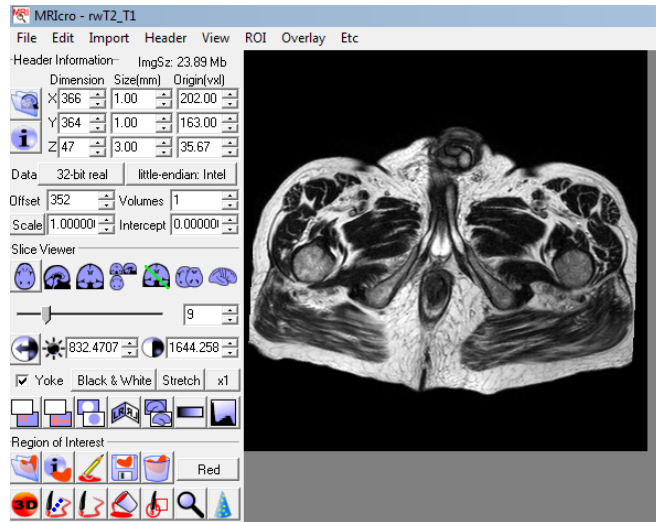 MRIcro - rwT2_T1
File Edit Import Header View ROI Overlay Etc
Header Information ImgSz: 23.89 Mb
Dimension Size(mm) Origin(vxl)
X 366 1.00 202.00
Y 364 1.00 163.00
Z 47 3.00 35.67
Data 32-bit real little-endian: Intel
Offset 352 Volumes 1
Scale 1.00000 Intercept 0.00000
Slice Viewer
9
832.4707 1644.258
Yoke Black & White Stretch x1
Region of Interest
Red
3D